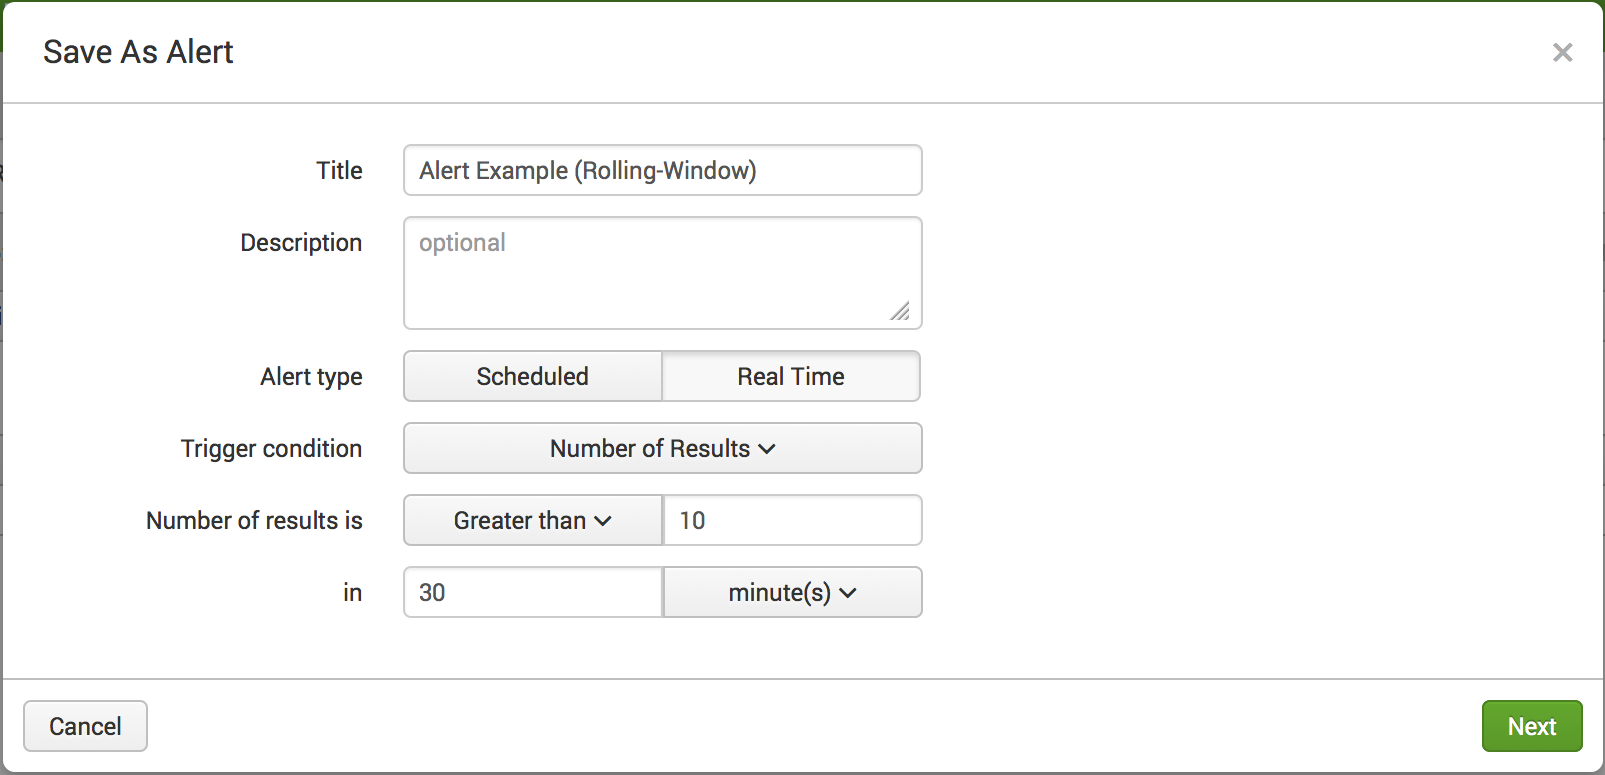 Save As Alert
Title Alert Example (Rolling-Window)
Description optional
Alert type Scheduled Real Time
Trigger condition Number of Results
Number of results is Greater than 10
in 30 minute(s)
Cancel Next